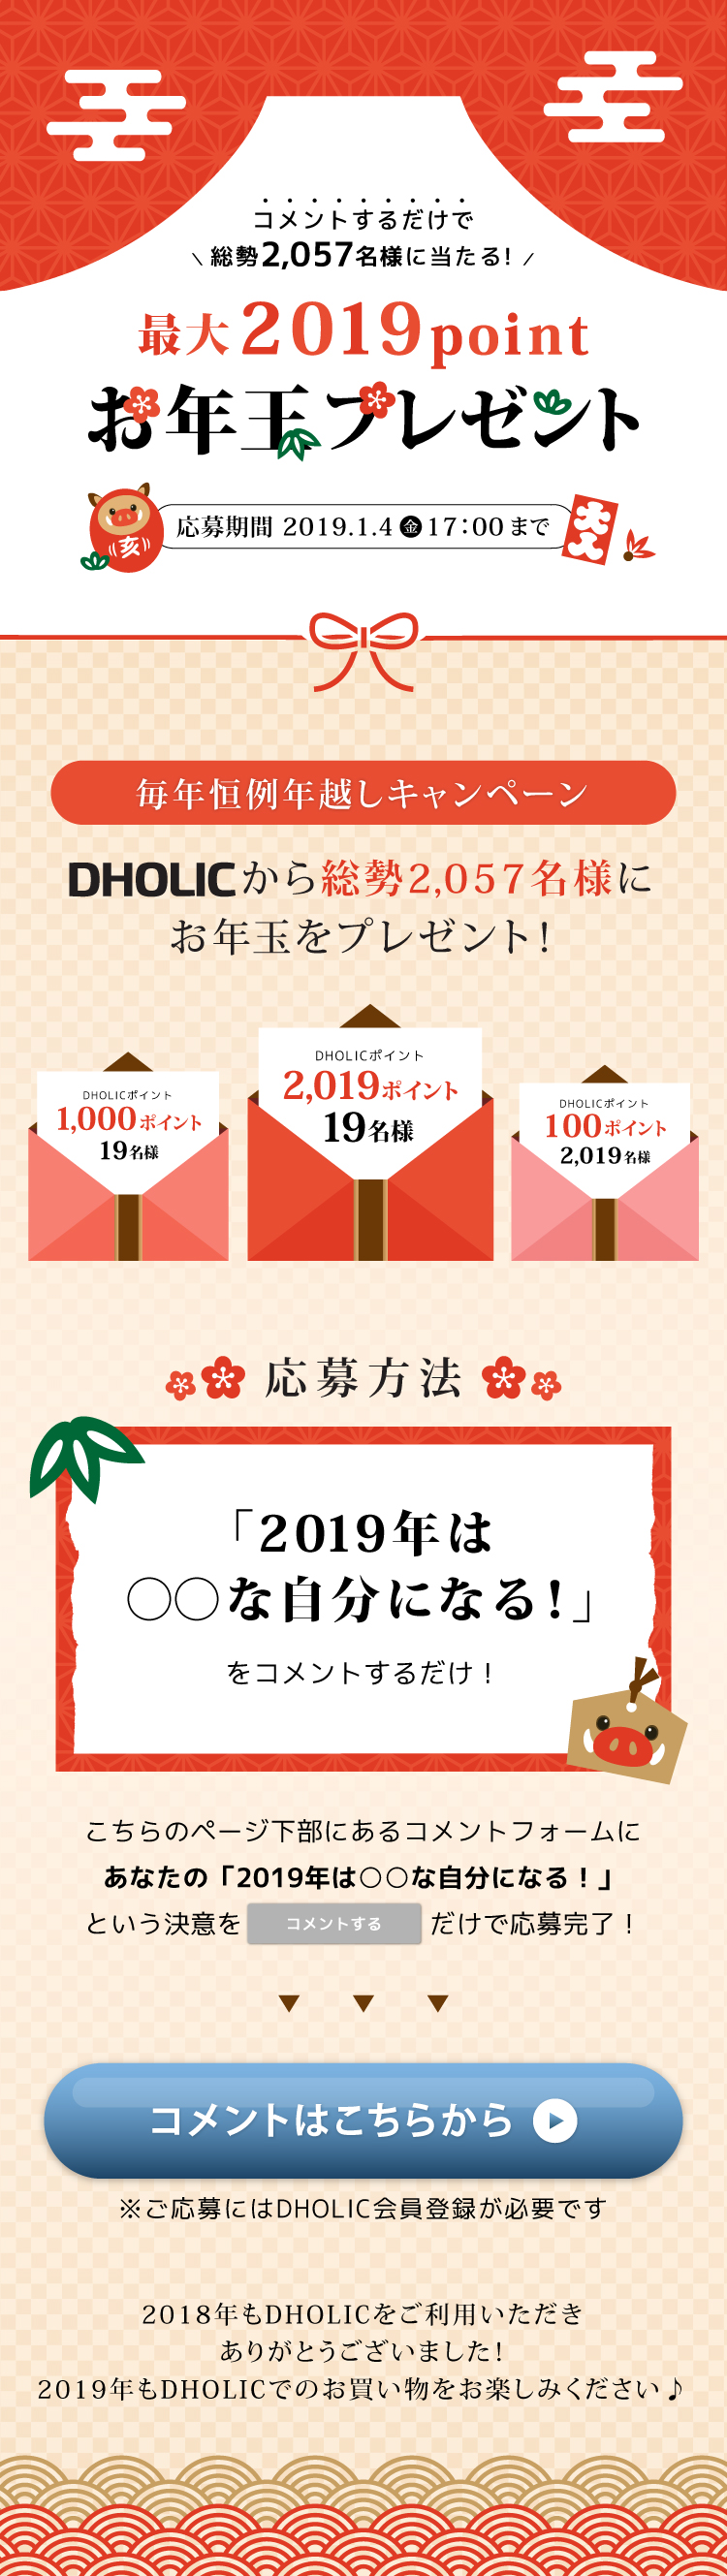 コメントするだけで
\ 総勢2,057名様に当たる! /
最大2019point
お年玉プレゼント
亥
応募期間 2019.1.4 金 17:00 まで
大入
毎年恒例年越しキャンペーン
DHOLICから総勢2,057名様に
お年玉をプレゼント!
DHOLICポイント
1,000ポイント
19名様
DHOLICポイント
2,019ポイント
19名様
DHOLICポイント
100ポイント
2,019名様
応募方法
「2019年は
○○な自分になる!」
をコメントするだけ!
こちらのページ下部にあるコメントフォームに
あなたの「2019年は○○な自分になる!」
という決意を コメントする だけで応募完了!
コメントはこちらから
※ご応募にはDHOLIC会員登録が必要です
2018年もDHOLICをご利用いただき
ありがとうございました!
2019年もDHOLICでのお買い物をお楽しみください♪